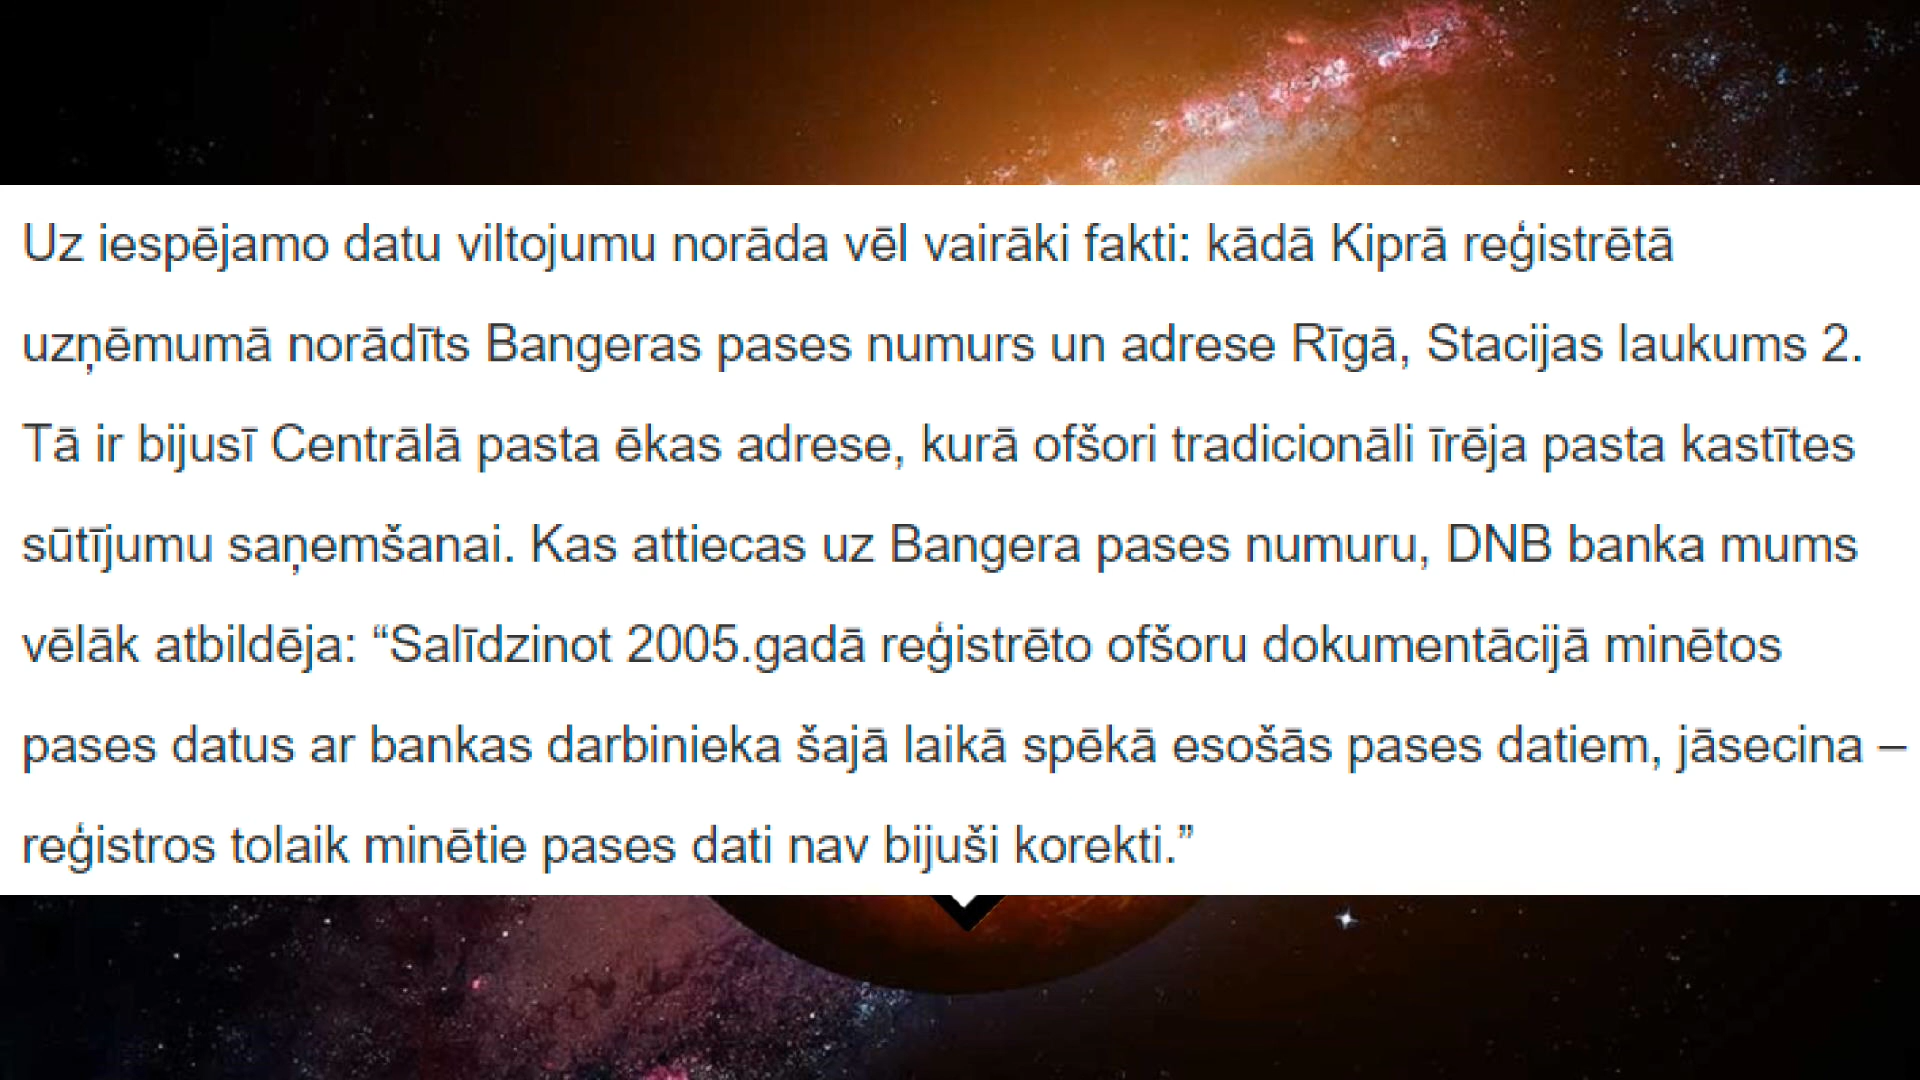 Uz iespējamo datu viltojumu norāda vēl vairāki fakti: kādā Kiprā reģistrētā
uzņēmumā norādīts Bangeras pases numurs un adrese Rīgā, Stacijas laukums 2.
Tā ir bijusī Centrālā pasta ēkas adrese, kurā ofšori tradicionāli īrēja pasta kastītes
sūtījumu saņemšanai. Kas attiecas uz Bangera pases numuru, DNB banka mums
vēlāk atbildēja: “Salīdzinot 2005.gadā reģistrēto ofšoru dokumentācijā minētos
pases datus ar bankas darbinieka šajā laikā spēkā esošās pases datiem, jāsecina –
reģistros tolaik minētie pases dati nav bijuši korekti.”